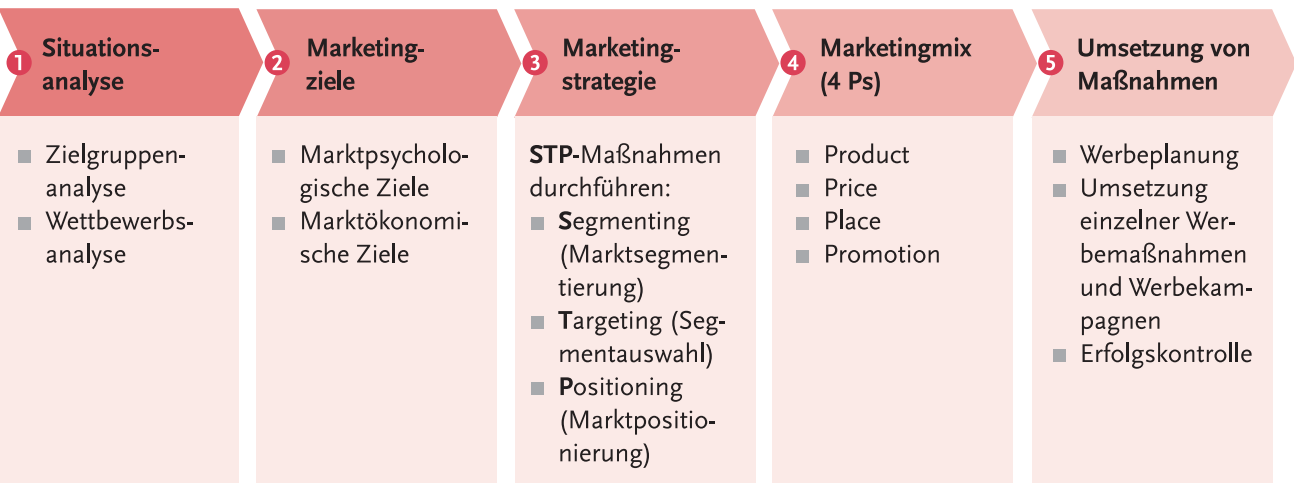 1 Situations-
analyse
Zielgruppen-
analyse
Wettbewerbs-
analyse
2 Marketing-
ziele
Marktpsycholo-
gische Ziele
Marktökonomi-
sche Ziele
3 Marketing-
strategie
STP-Maßnahmen
durchführen:
Segmenting
(Marktsegmen-
tierung)
Targeting (Seg-
mentauswahl)
Positioning
(Marktpositio-
nierung)
4 Marketingmix
(4 Ps)
Product
Price
Place
Promotion
5 Umsetzung von
Maßnahmen
Werbeplanung
Umsetzung
einzelner Wer-
bemaßnahmen
und Werbekam-
pagnen
Erfolgskontrolle